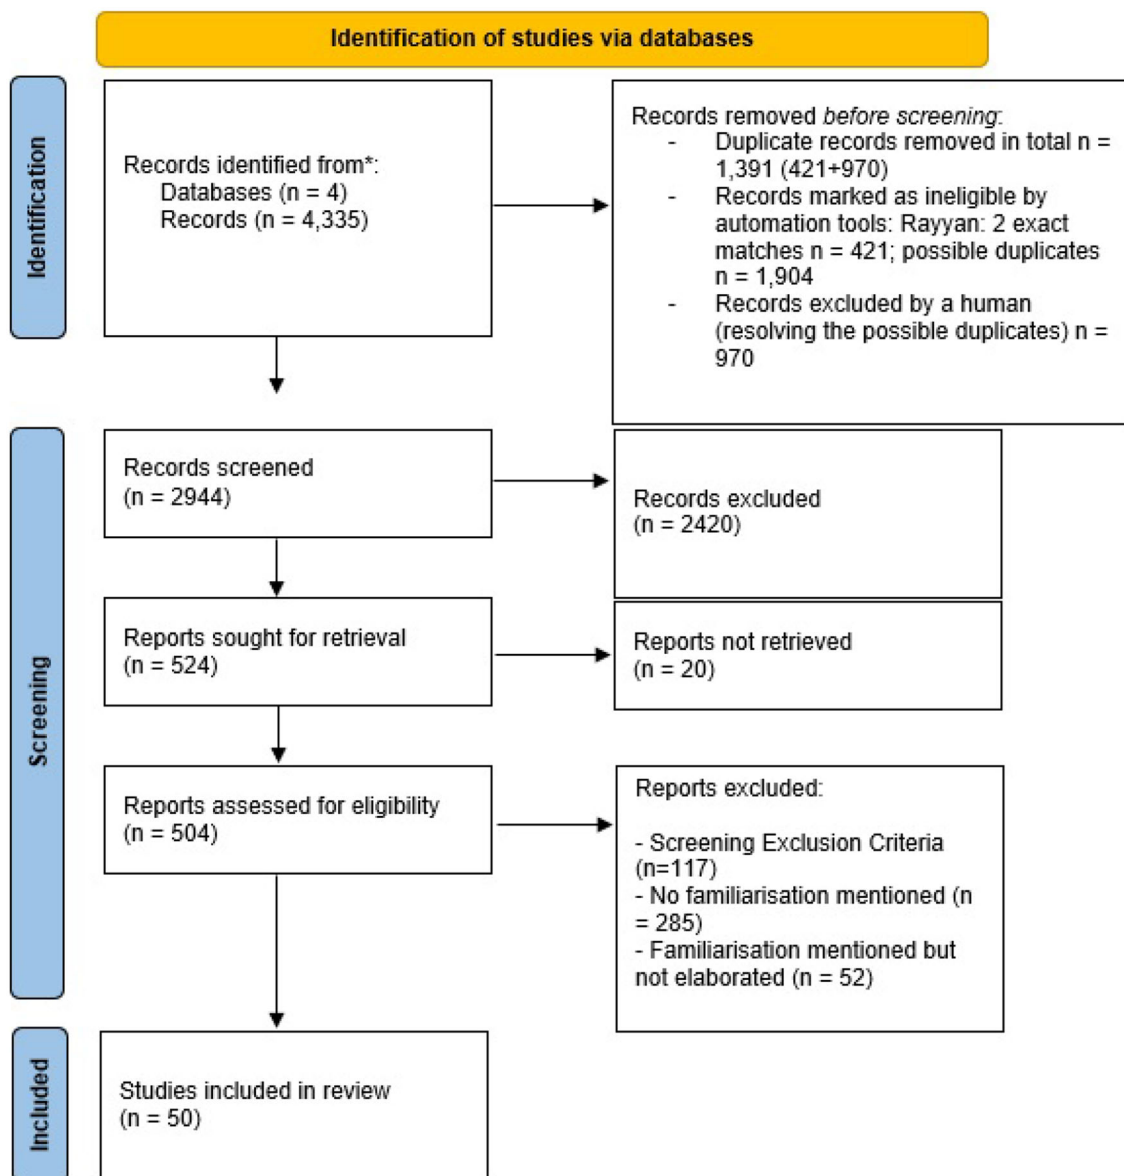 Identification of studies via databases
Identification
Records identified from*:
Databases (n = 4)
Records (n = 4,335)
Records removed before screening:
- Duplicate records removed in total n =
1,391 (421+970)
- Records marked as ineligible by
automation tools: Rayyan: 2 exact
matches n = 421; possible duplicates
n = 1,904
- Records excluded by a human
(resolving the possible duplicates) n =
970
Screening
Records screened
(n = 2944)
Records excluded
(n = 2420)
Reports sought for retrieval
(n = 524)
Reports not retrieved
(n = 20)
Reports assessed for eligibility
(n = 504)
Reports excluded:
- Screening Exclusion Criteria
(n=117)
- No familiarisation mentioned (n
= 285)
- Familiarisation mentioned but
not elaborated (n = 52)
Included
Studies included in review
(n = 50)